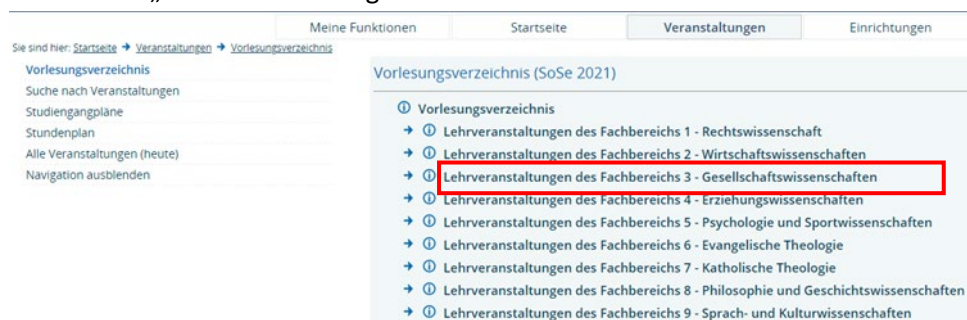 Meine Funktionen Startseite Veranstaltungen Einrichtungen
Sie sind hier: Startseite → Veranstaltungen → Vorlesungsverzeichnis
Vorlesungsverzeichnis
Suche nach Veranstaltungen
Studiengangpläne
Stundenplan
Alle Veranstaltungen (heute)
Navigation ausblenden
Vorlesungsverzeichnis (SoSe 2021)
Vorlesungsverzeichnis
Lehrveranstaltungen des Fachbereichs 1 - Rechtswissenschaft
Lehrveranstaltungen des Fachbereichs 2 - Wirtschaftswissenschaften
Lehrveranstaltungen des Fachbereichs 3 - Gesellschaftswissenschaften
Lehrveranstaltungen des Fachbereichs 4 - Erziehungswissenschaften
Lehrveranstaltungen des Fachbereichs 5 - Psychologie und Sportwissenschaften
Lehrveranstaltungen des Fachbereichs 6 - Evangelische Theologie
Lehrveranstaltungen des Fachbereichs 7 - Katholische Theologie
Lehrveranstaltungen des Fachbereichs 8 - Philosophie und Geschichtswissenschaften
Lehrveranstaltungen des Fachbereichs 9 - Sprach- und Kulturwissenschaften